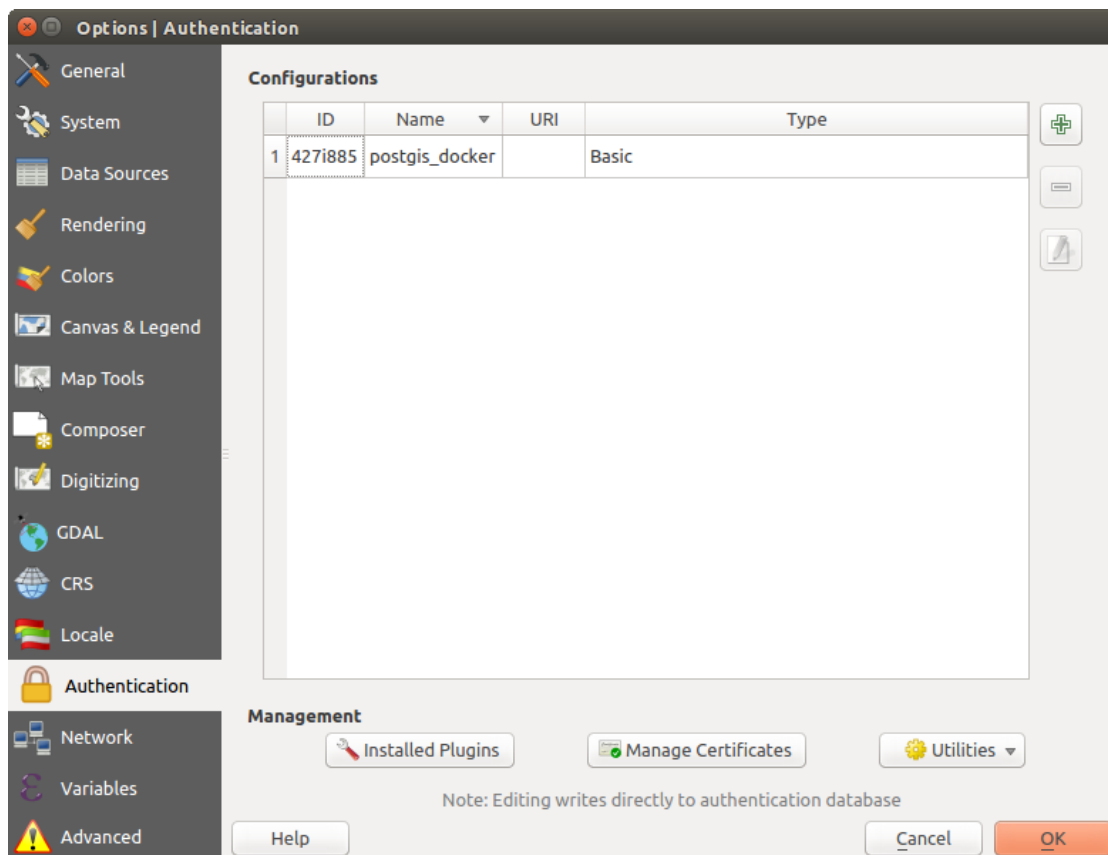 Options | Authentication
General
System
Data Sources
Rendering
Colors
Canvas & Legend
Map Tools
Composer
Digitizing
GDAL
CRS
Locale
Authentication
Network
Variables
Advanced
Configurations
ID Name URI Type
1 427i885 postgis_docker Basic
Management
Installed Plugins Manage Certificates Utilities
Note: Editing writes directly to authentication database
Help Cancel OK